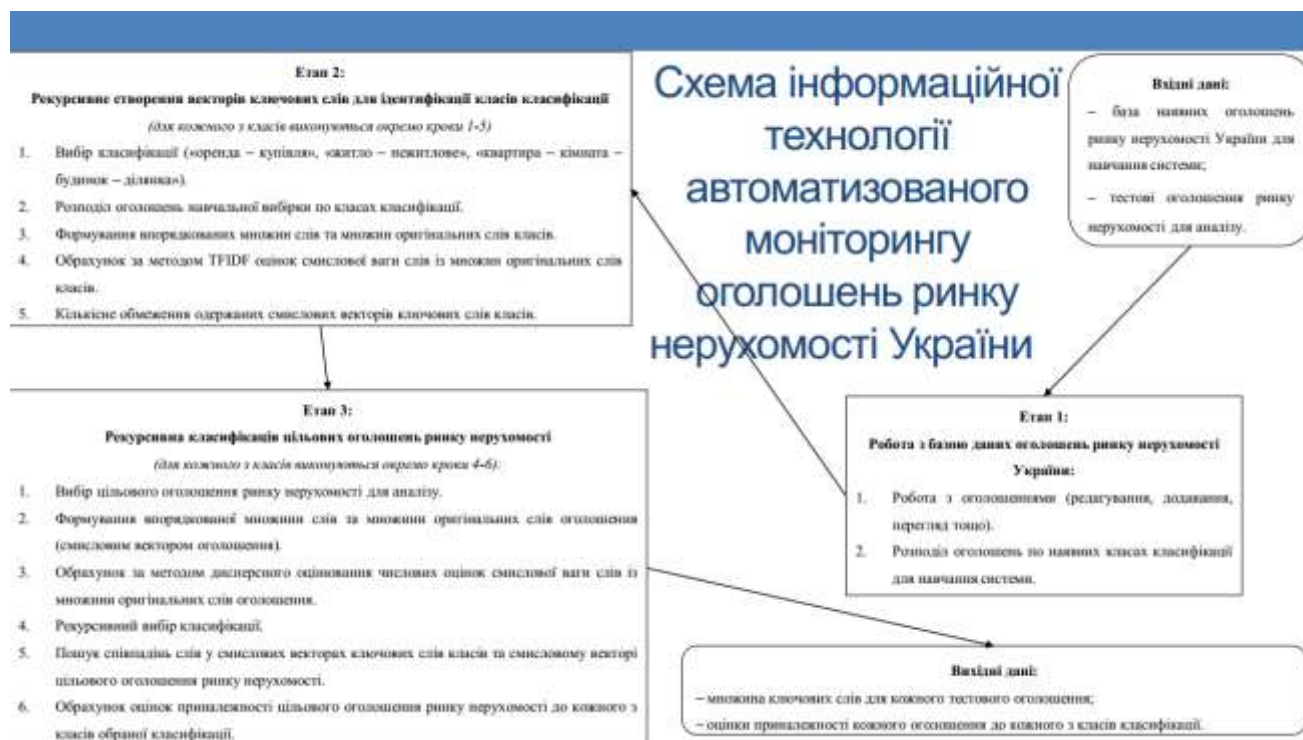 Схема інформаційної
технології
автоматизованого
моніторингу
оголошень ринку
нерухомості України
Вхідні дані:
– база наявних оголошень
ринку нерухомості України для
навчання системи;
– тестові оголошення ринку
нерухомості для аналізу.
Етап 1:
Робота з базою даних оголошень ринку нерухомості
України:
1. Робота з оголошеннями (редагування, додавання,
перегляд тощо).
2. Розподіл оголошень по наявних класах класифікації
для навчання системи.
Етап 2:
Рекурсивне створення векторів ключових слів для ідентифікації класів класифікації
(для кожного з класів виконуються окремо кроки 1-5)
1. Вибір класифікації («оренда – купівля», «житло – нежитлове», «квартира – кімната –
будинок – ділянка»).
2. Розподіл оголошень навчальної вибірки по класах класифікації.
3. Формування впорядкованих множин слів та множин оригінальних слів класів.
4. Обрахунок за методом TFIDF оцінок смислової ваги слів із множин оригінальних слів
класів.
5. Кількісне обмеження одержаних смислових векторів ключових слів класів.
Етап 3:
Рекурсивна класифікація цільових оголошень ринку нерухомості
(для кожного з класів виконуються окремо кроки 4-6):
1. Вибір цільового оголошення ринку нерухомості для аналізу.
2. Формування впорядкованої множини слів та множини оригінальних слів оголошення
(смисловим вектором оголошення).
3. Обрахунок за методом дисперсного оцінювання числових оцінок смислової ваги слів із
множини оригінальних слів оголошення.
4. Рекурсивний вибір класифікації.
5. Пошук співпадінь слів у смислових векторах ключових слів класів та смисловому векторі
цільового оголошення ринку нерухомості.
6. Обрахунок оцінок приналежності цільового оголошення ринку нерухомості до кожного з
класів обраної класифікації.
Вихідні дані:
– множина ключових слів для кожного тестового оголошення;
– оцінки приналежності кожного оголошення до кожного з класів класифікації.